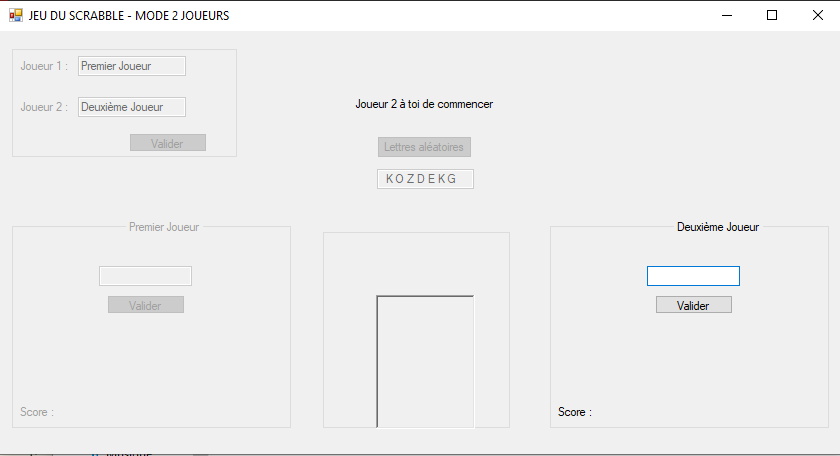 JEU DU SCRABBLE - MODE 2 JOUEURS
Joueur 1 : Premier Joueur
Joueur 2 : Deuxième Joueur
Valider
Joueur 2 à toi de commencer
Lettres aléatoires
K O Z D E K G
Premier Joueur
Valider
Score :
Deuxième Joueur
Valider
Score :